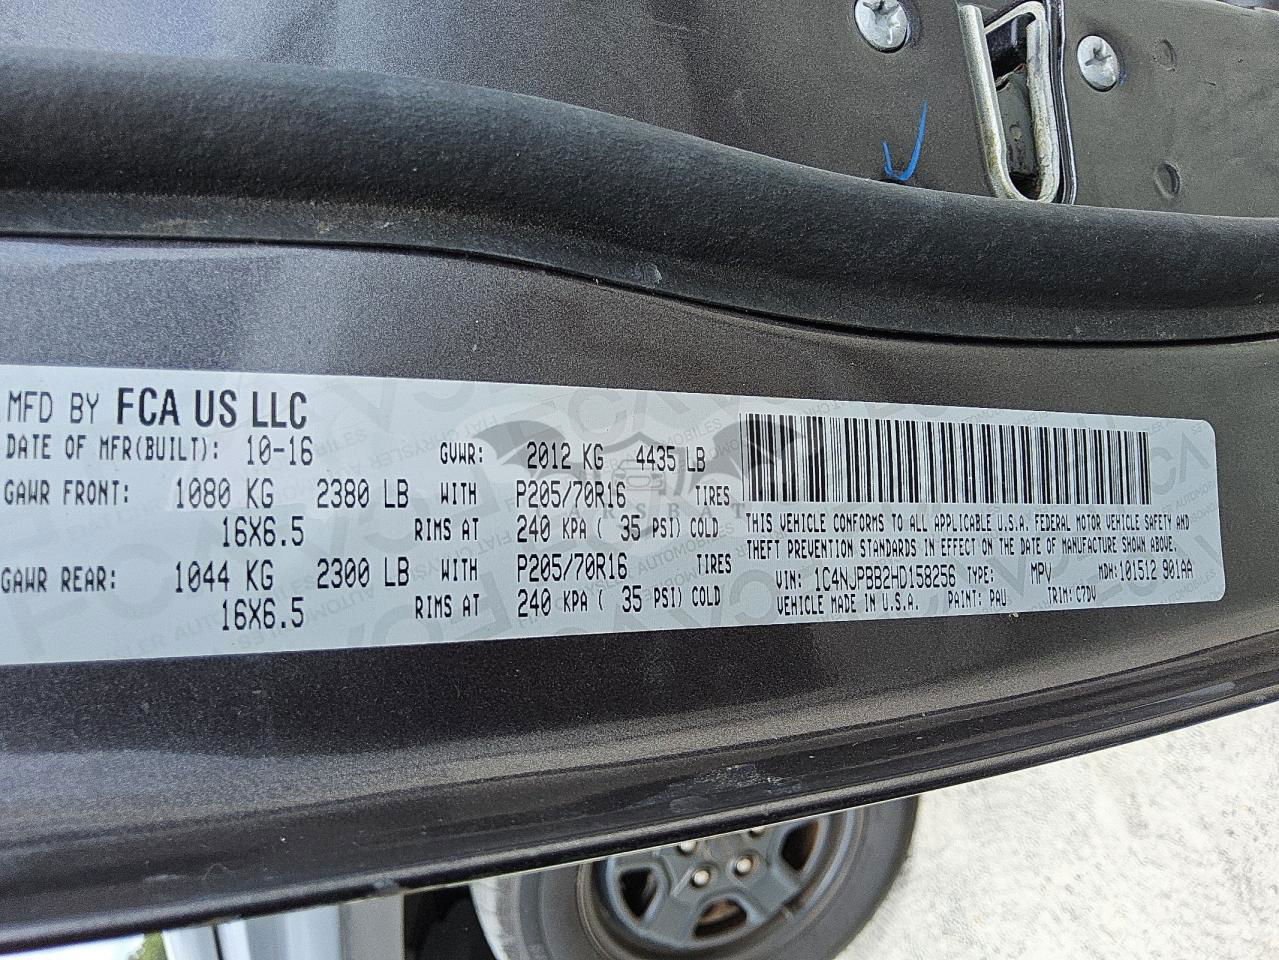 MFD BY FCA US LLC
DATE OF MFR(BUILT): 10-16 GVWR: 2012 KG 4435 LB
GAWR FRONT: 1080 KG 2380 LB WITH P205/70R16 TIRES
16X6.5 RIMS AT 240 KPA ( 35 PSI) COLD
GAWR REAR: 1044 KG 2300 LB WITH P205/70R16 TIRES
16X6.5 RIMS AT 240 KPA ( 35 PSI) COLD
THIS VEHICLE CONFORMS TO ALL APPLICABLE U.S.A. FEDERAL MOTOR VEHICLE SAFETY AND
THEFT PREVENTION STANDARDS IN EFFECT ON THE DATE OF MANUFACTURE SHOWN ABOVE.
VIN: 1C4NJPBB2HD158256 TYPE: MPV MDH:101512 901AA
VEHICLE MADE IN U.S.A. PAINT: PAU TRIM: C7DV